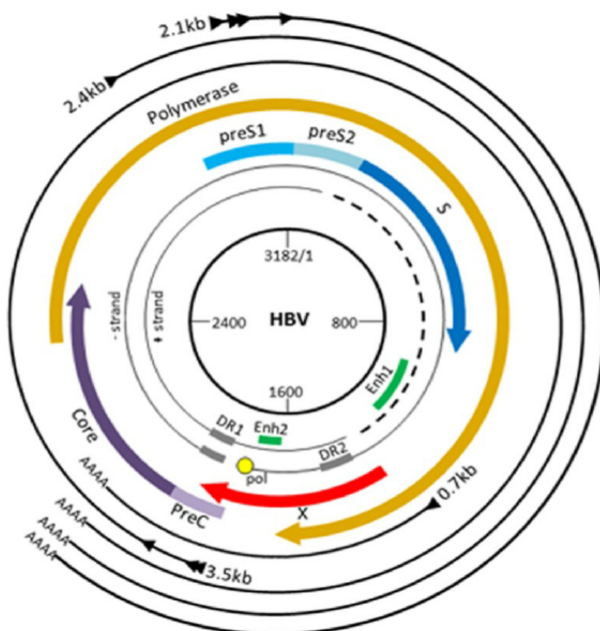 2.1kb
2.4kb
Polymerase
preS1
preS2
S
3182/1
- strand
+ strand
2400
HBV
800
1600
Enh1
DR1
Enh2
DR2
Core
pol
X
0.7kb
AAAA
PreC
AAAA
AAAA
AAAA
3.5kb